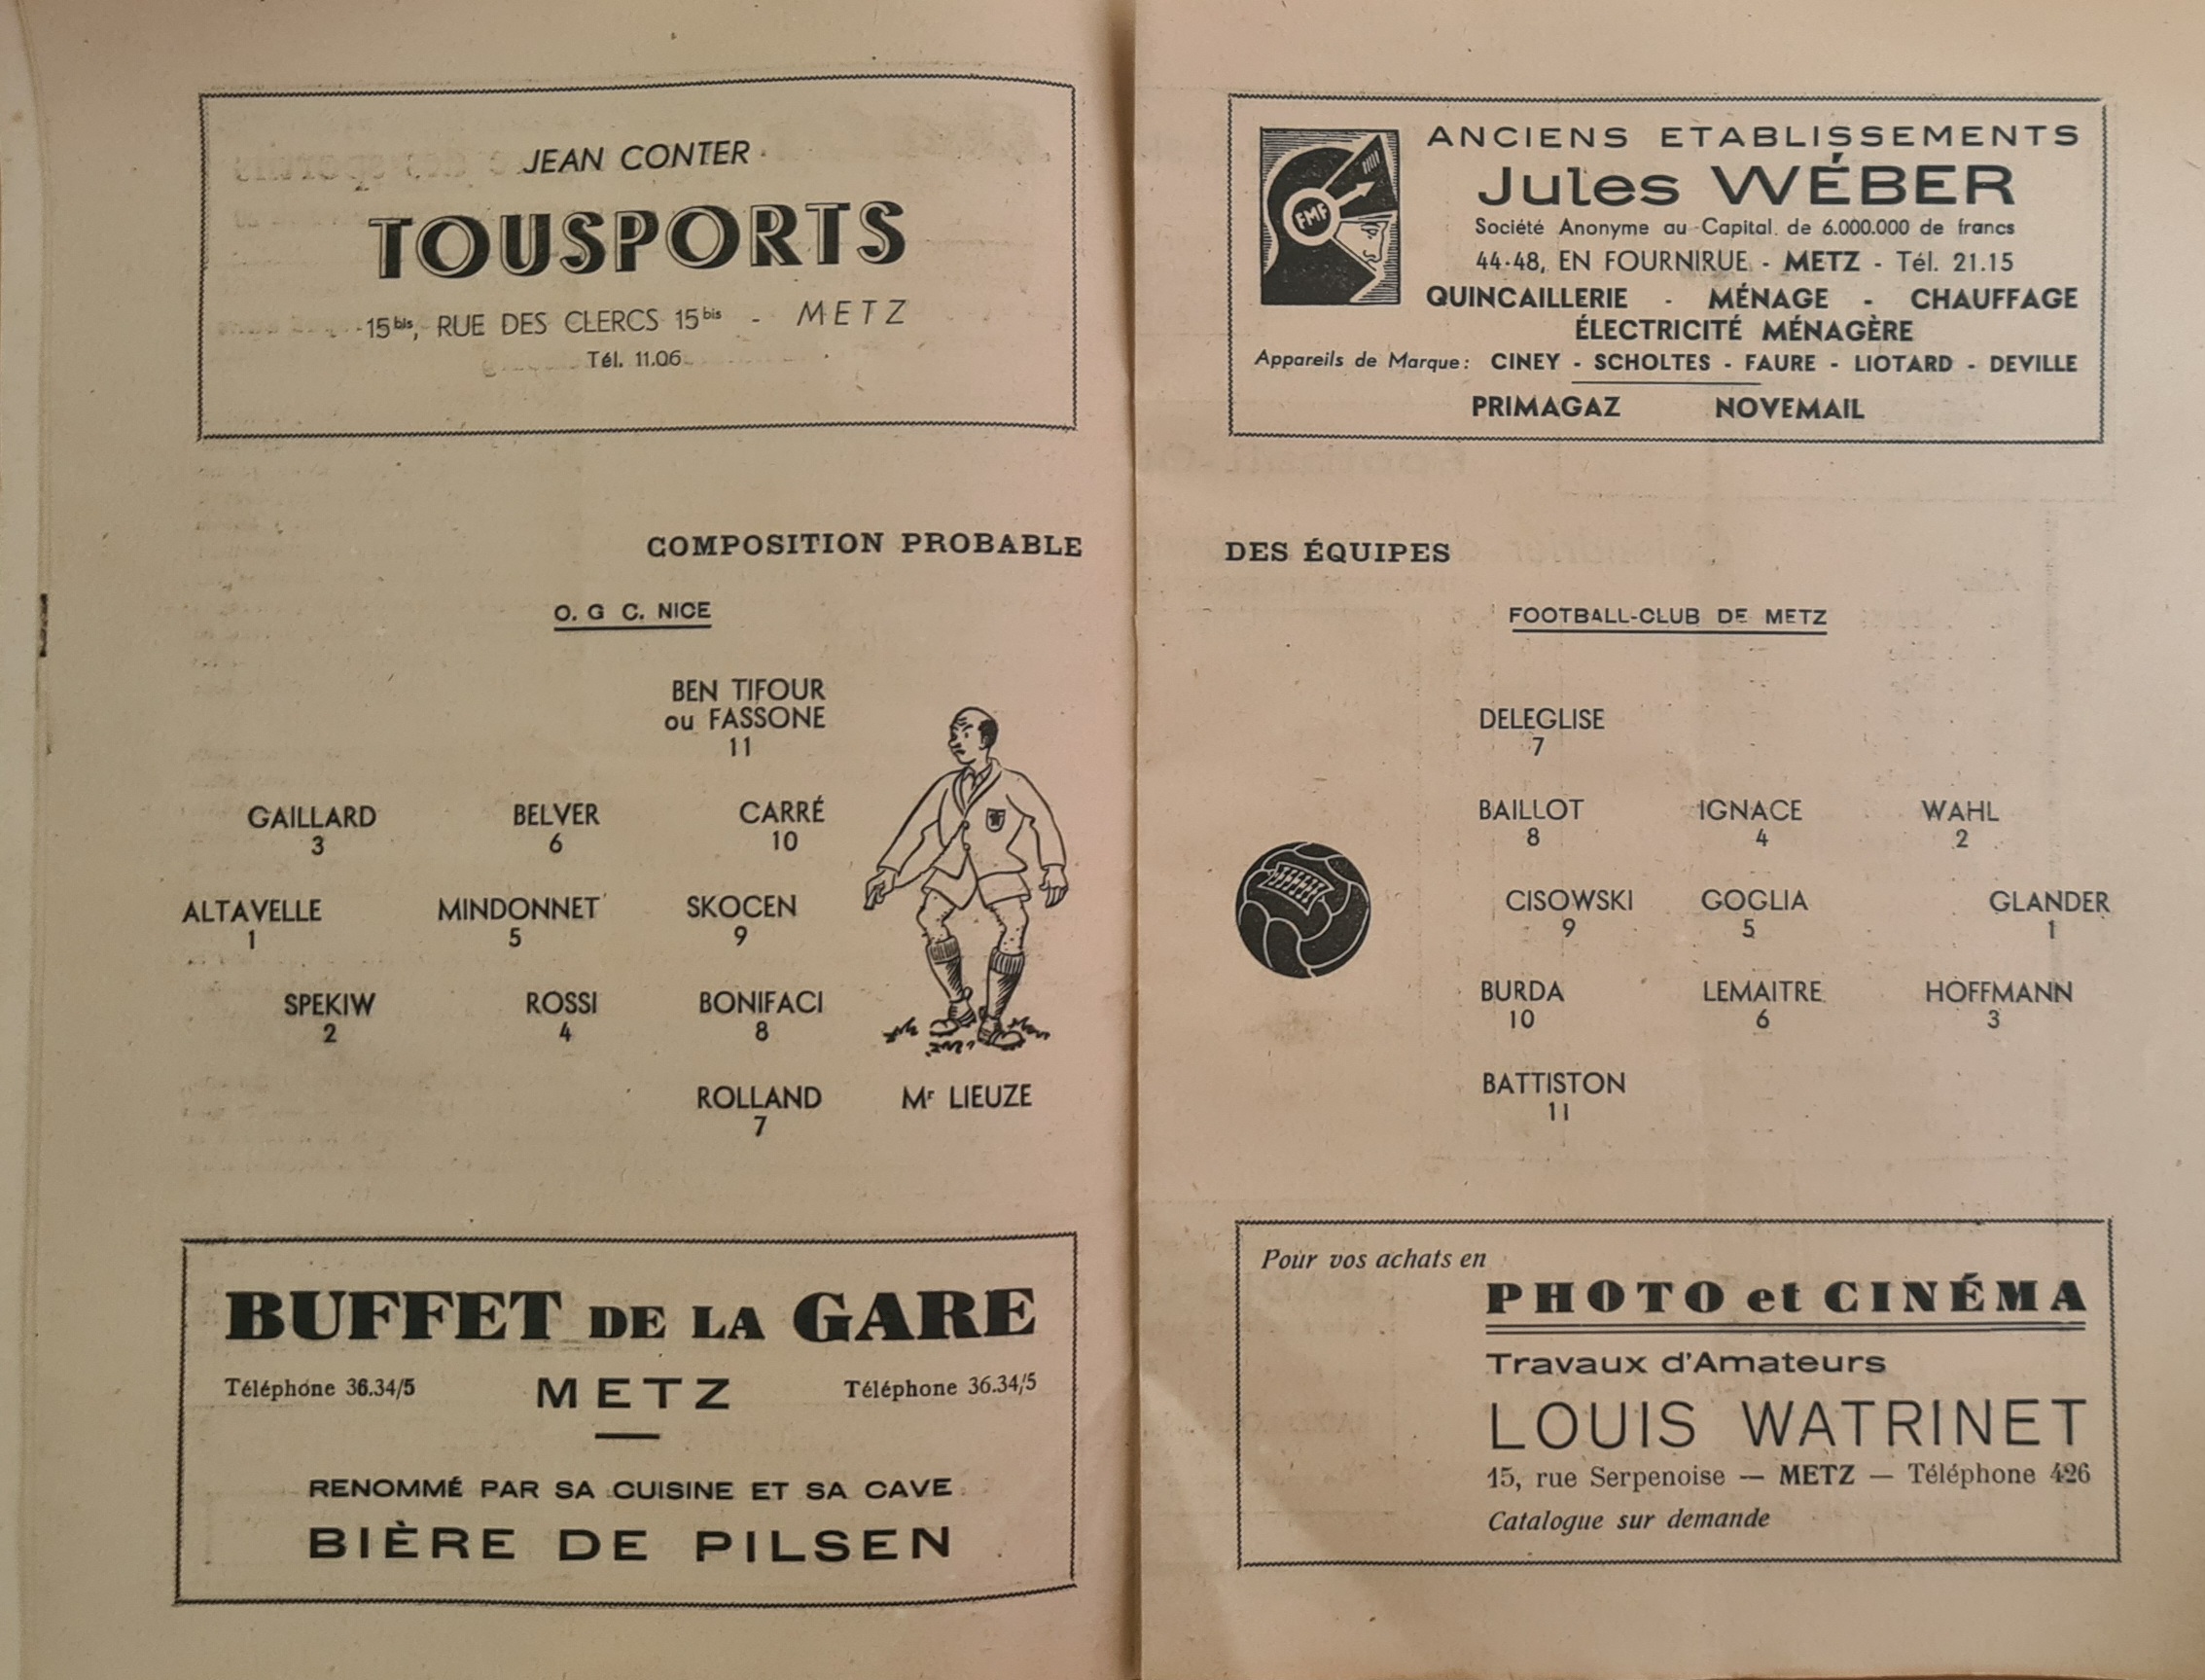 JEAN CONTER
TOUSPORTS
15bis, RUE DES CLERCS 15bis - METZ
Tél. 11.06
COMPOSITION PROBABLE
O. G C. NICE
BEN TIFOUR
ou FASSONE
11
GAILLARD BELVER CARRÉ
3 6 10
ALTAVELLE MINDONNET SKOCEN
1 5 9
SPEKIW ROSSI BONIFACI
2 4 8
ROLLAND Mr LIEUZE
7
BUFFET DE LA GARE
Téléphone 36.34/5 METZ Téléphone 36.34/5
RENOMMÉ PAR SA CUISINE ET SA CAVE
BIÈRE DE PILSEN
FMF
ANCIENS ETABLISSEMENTS
Jules WÉBER
Société Anonyme au Capital de 6.000.000 de francs
44-48, EN FOURNIRUE - METZ - Tél. 21.15
QUINCAILLERIE - MÉNAGE - CHAUFFAGE
ÉLECTRICITÉ MÉNAGÈRE
Appareils de Marque : CINEY - SCHOLTES - FAURE - LIOTARD - DEVILLE
PRIMAGAZ NOVEMAIL
DES ÉQUIPES
FOOTBALL-CLUB DE METZ
DELEGLISE
7
BAILLOT IGNACE WAHL
8 4 2
CISOWSKI GOGLIA GLANDER
9 5 1
BURDA LEMAITRE HOFFMANN
10 6 3
BATTISTON
11
Pour vos achats en
PHOTO et CINÉMA
Travaux d'Amateurs
LOUIS WATRINET
15, rue Serpenoise — METZ — Téléphone 426
Catalogue sur demande